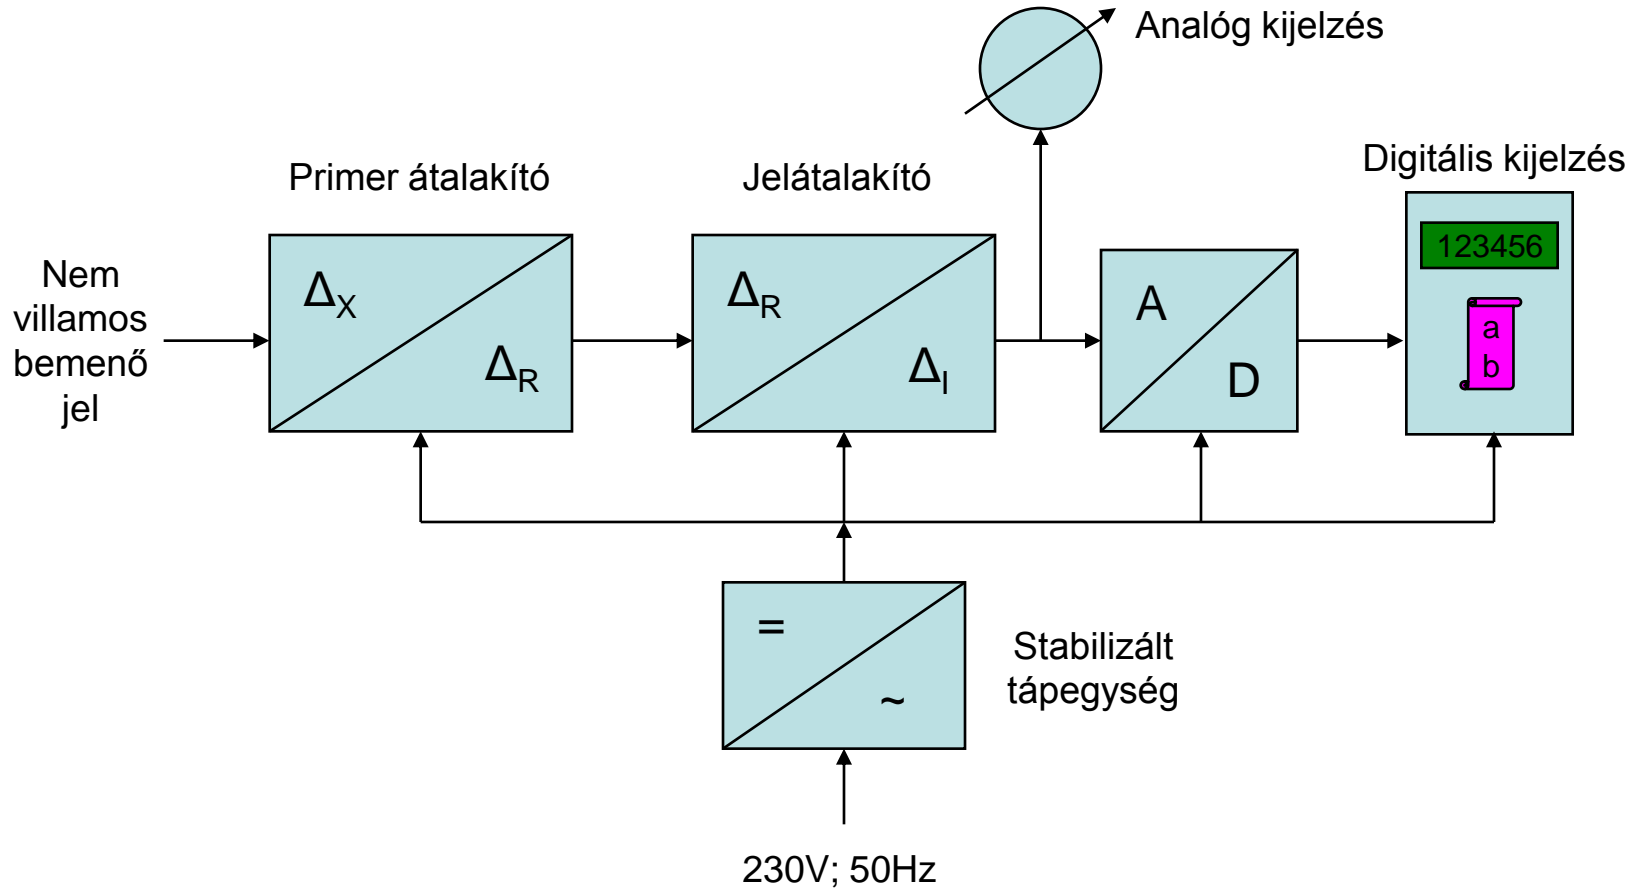 Analóg kijelzés
Primer átalakító
Jelátalakító
Digitális kijelzés
Nem
villamos
bemenő
jel
ΔX
ΔR
ΔR
ΔI
A
D
123456
a
b
=
~
Stabilizált
tápegység
230V; 50Hz